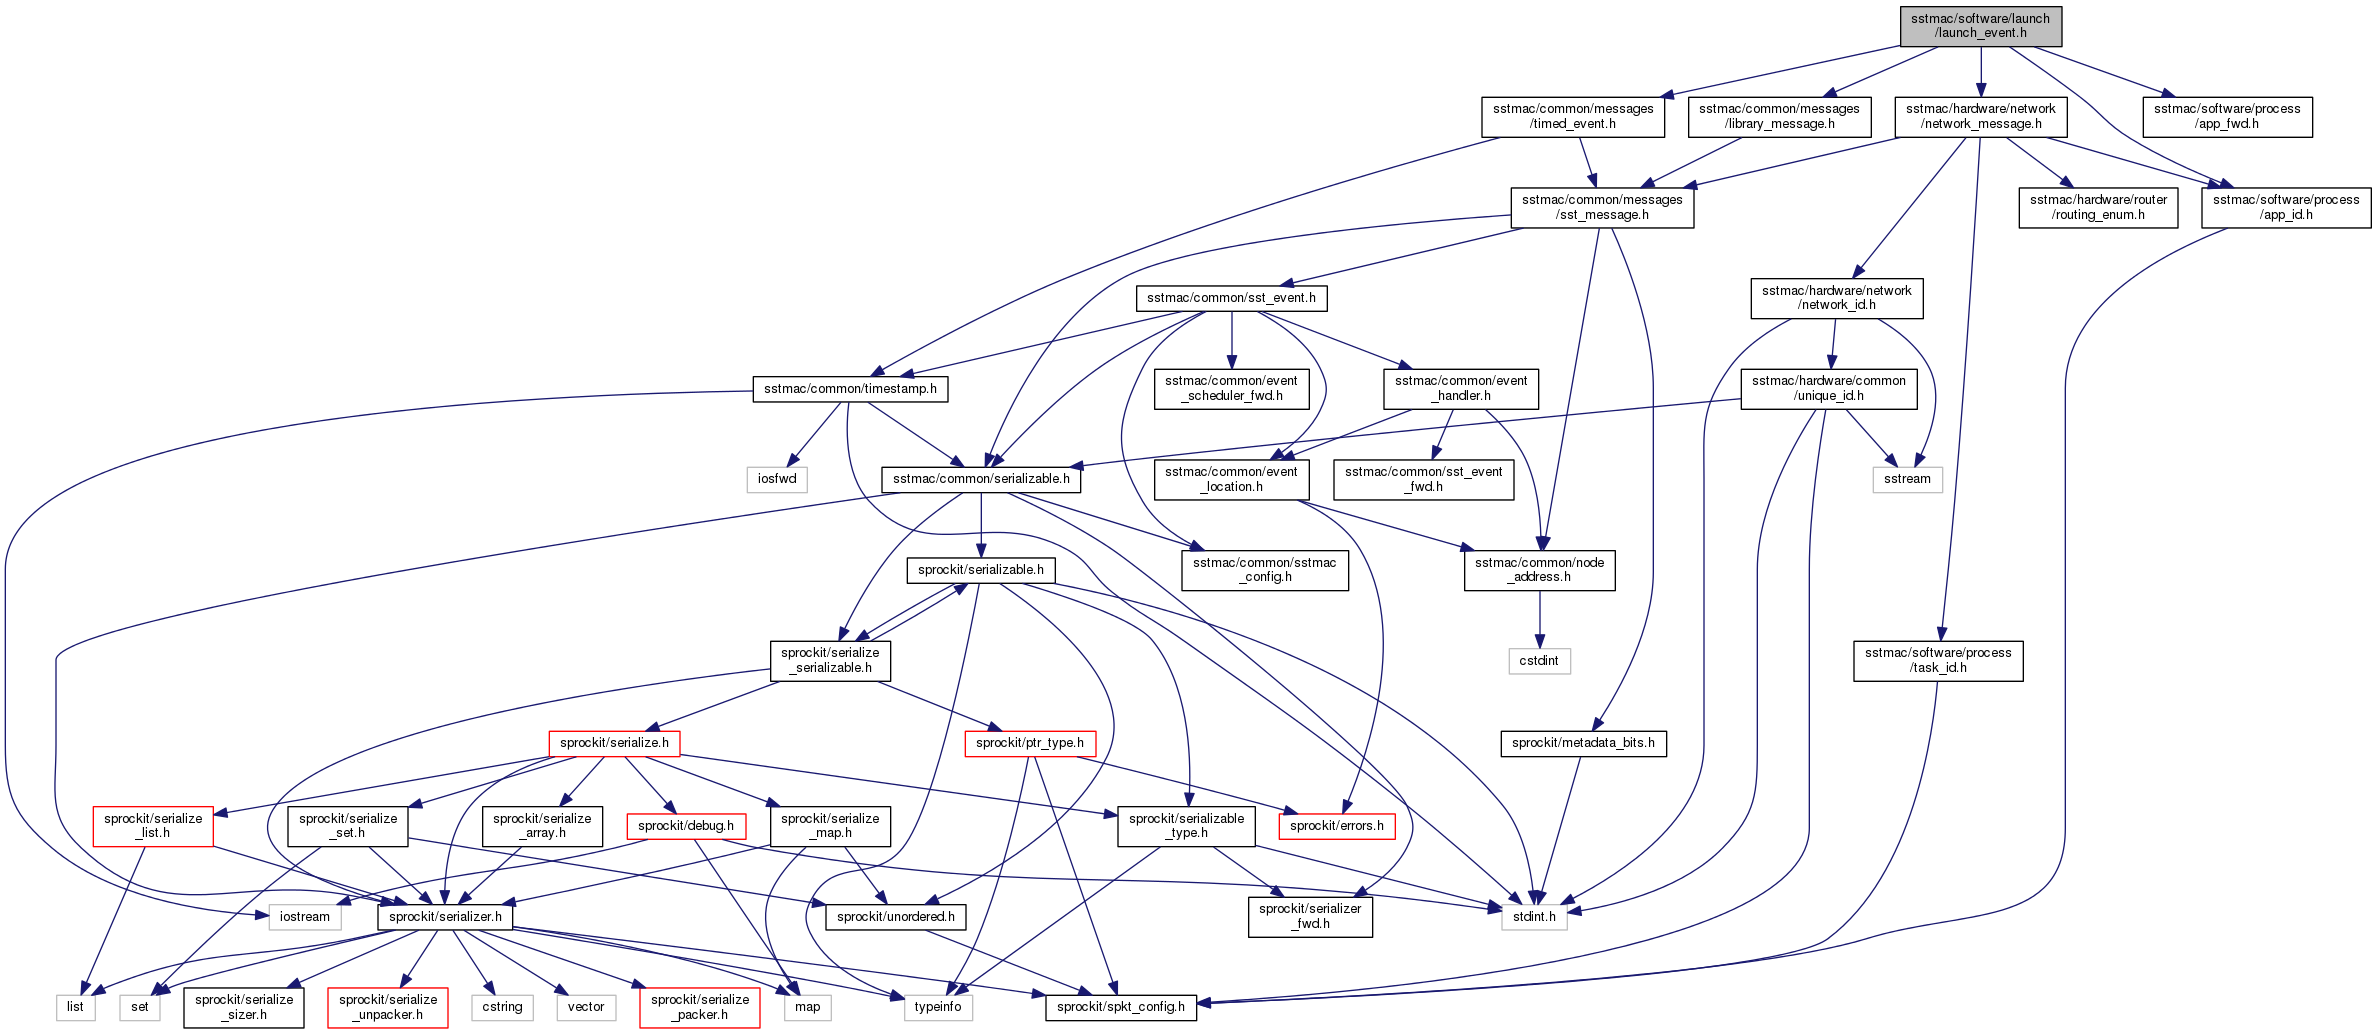 sstmac/software/launch
/launch_event.h
sstmac/common/messages
/timed_event.h
sstmac/common/messages
/library_message.h
sstmac/hardware/network
/network_message.h
sstmac/software/process
/app_fwd.h
sstmac/common/messages
/sst_message.h
sstmac/hardware/router
/routing_enum.h
sstmac/software/process
/app_id.h
sstmac/common/sst_event.h
sstmac/hardware/network
/network_id.h
sstmac/common/timestamp.h
sstmac/common/event
_scheduler_fwd.h
sstmac/common/event
_handler.h
sstmac/hardware/common
/unique_id.h
iosfwd
sstmac/common/serializable.h
sstmac/common/event
_location.h
sstmac/common/sst_event
_fwd.h
sstream
sprockit/serializable.h
sstmac/common/sstmac
_config.h
sstmac/common/node
_address.h
sprockit/serialize
_serializable.h
cstdint
sstmac/software/process
/task_id.h
sprockit/serialize.h
sprockit/ptr_type.h
sprockit/metadata_bits.h
sprockit/serialize
_list.h
sprockit/serialize
_set.h
sprockit/serialize
_array.h
sprockit/debug.h
sprockit/serialize
_map.h
sprockit/serializable
_type.h
sprockit/errors.h
iostream
sprockit/serializer.h
sprockit/unordered.h
sprockit/serializer
_fwd.h
stdint.h
list
set
sprockit/serialize
_sizer.h
sprockit/serialize
_unpacker.h
cstring
vector
sprockit/serialize
_packer.h
map
typeinfo
sprockit/spkt_config.h